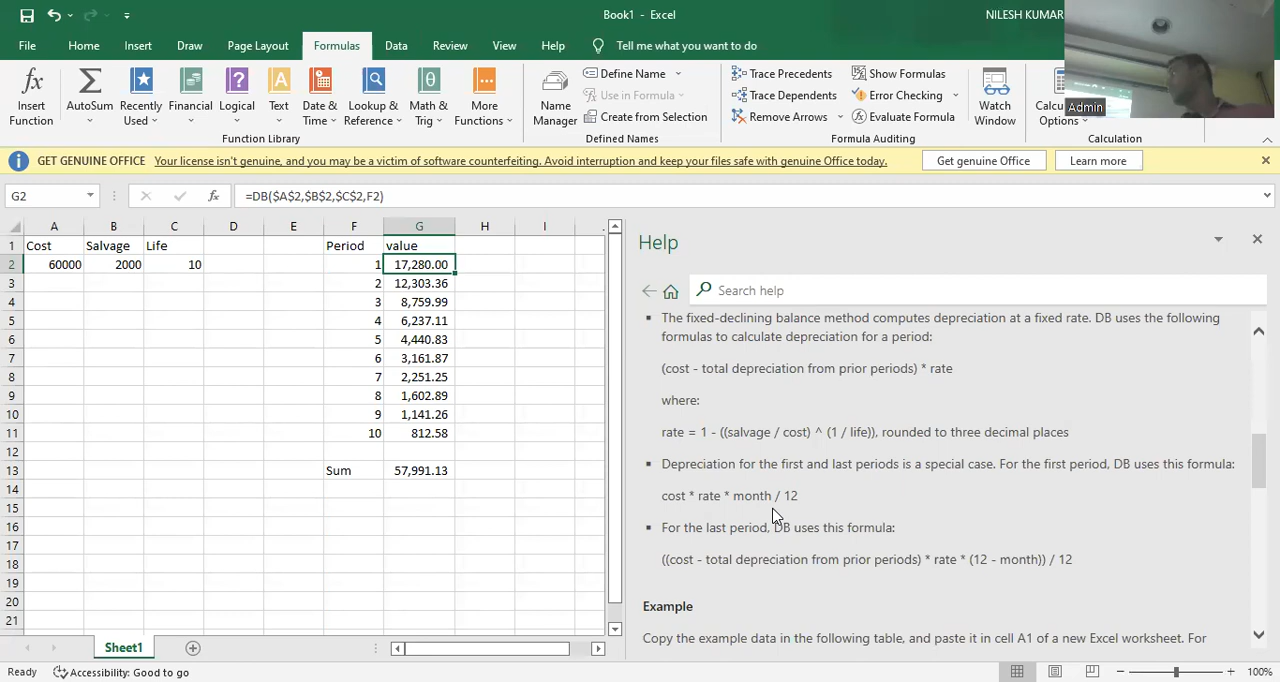 Book1 - Excel
NILESH KUMAR
File Home Insert Draw Page Layout Formulas Data Review View Help Tell me what you want to do
Insert Function
AutoSum
Recently Used
Financial
Logical
Text
Date & Time
Lookup & Reference
Math & Trig
More Functions
Function Library
Name Manager
Define Name
Use in Formula
Create from Selection
Defined Names
Trace Precedents
Trace Dependents
Remove Arrows
Show Formulas
Error Checking
Evaluate Formula
Formula Auditing
Watch Window
Options
Calculation
Admin
GET GENUINE OFFICE Your license isn't genuine, and you may be a victim of software counterfeiting. Avoid interruption and keep your files safe with genuine Office today. Get genuine Office Learn more
G2 fx =DB($A$2,$B$2,$C$2,F2)
A B C D E F G H I
1 Cost Salvage Life Period value
2 60000 2000 10 1 17,280.00
3 2 12,303.36
4 3 8,759.99
5 4 6,237.11
6 5 4,440.83
7 6 3,161.87
8 7 2,251.25
9 8 1,602.89
10 9 1,141.26
11 10 812.58
12
13 Sum 57,991.13
14
15
16
17
18
19
20
21
Sheet1
Help
Search help
The fixed-declining balance method computes depreciation at a fixed rate. DB uses the following
formulas to calculate depreciation for a period:
(cost - total depreciation from prior periods) * rate
where:
rate = 1 - ((salvage / cost) ^ (1 / life)), rounded to three decimal places
Depreciation for the first and last periods is a special case. For the first period, DB uses this formula:
cost * rate * month / 12
For the last period, DB uses this formula:
((cost - total depreciation from prior periods) * rate * (12 - month)) / 12
Example
Copy the example data in the following table, and paste it in cell A1 of a new Excel worksheet. For
Ready Accessibility: Good to go 100%